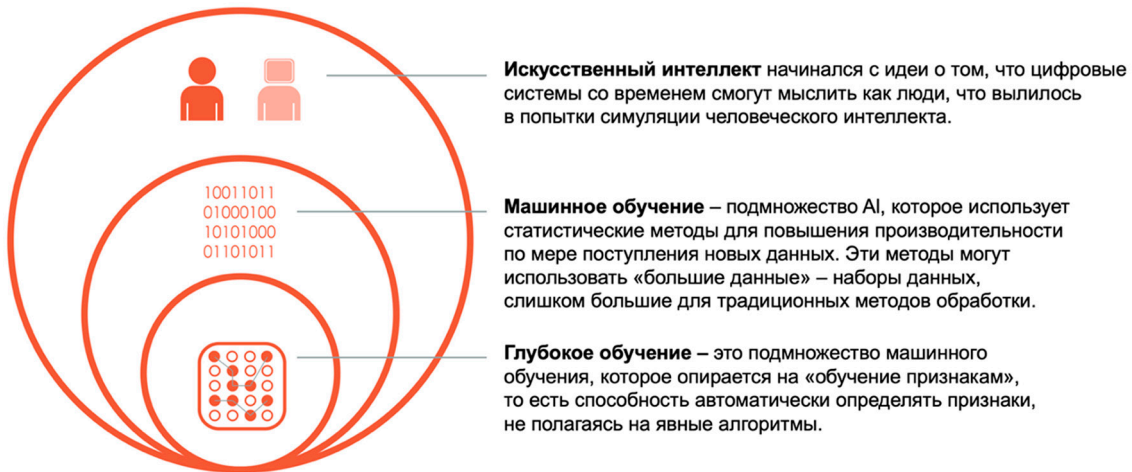 Искусственный интеллект начинался с идеи о том, что цифровые
системы со временем смогут мыслить как люди, что вылилось
в попытки симуляции человеческого интеллекта.
10011011
01000100
10101000
01101011
Машинное обучение – подмножество AI, которое использует
статистические методы для повышения производительности
по мере поступления новых данных. Эти методы могут
использовать «большие данные» – наборы данных,
слишком большие для традиционных методов обработки.
Глубокое обучение – это подмножество машинного
обучения, которое опирается на «обучение признакам»,
то есть способность автоматически определять признаки,
не полагаясь на явные алгоритмы.